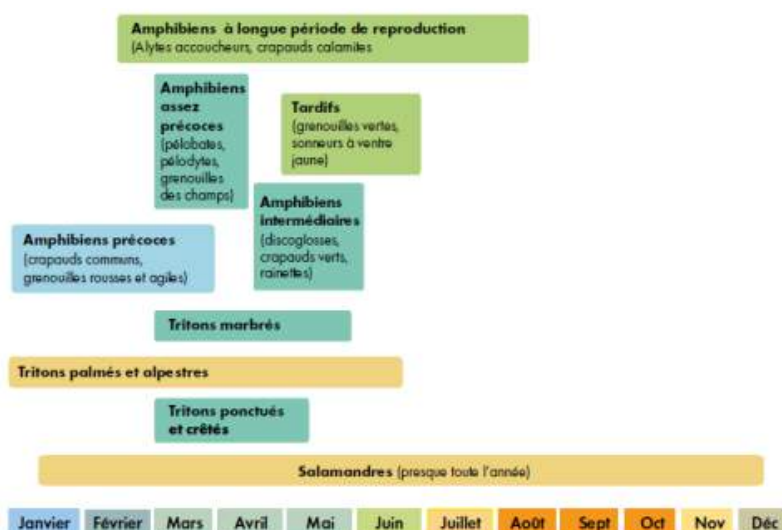 Amphibiens à longue période de reproduction
(Alytes accoucheurs, crapauds calamites
Amphibiens
assez
précoces
(pélobates,
pélodytes,
grenouilles
des champs)
Tardifs
(grenouilles vertes,
sonneurs à ventre
jaune)
Amphibiens
intermédiaires
(discoglosses,
crapauds verts,
rainettes)
Amphibiens précoces
(crapauds communs,
grenouilles rousses et agiles)
Tritons marbrés
Tritons palmés et alpestres
Tritons ponctués
et crêtés
Salamandres (presque toute l'année)
Janvier Février Mars Avril Mai Juin Juillet Août Sept Oct Nov Déc